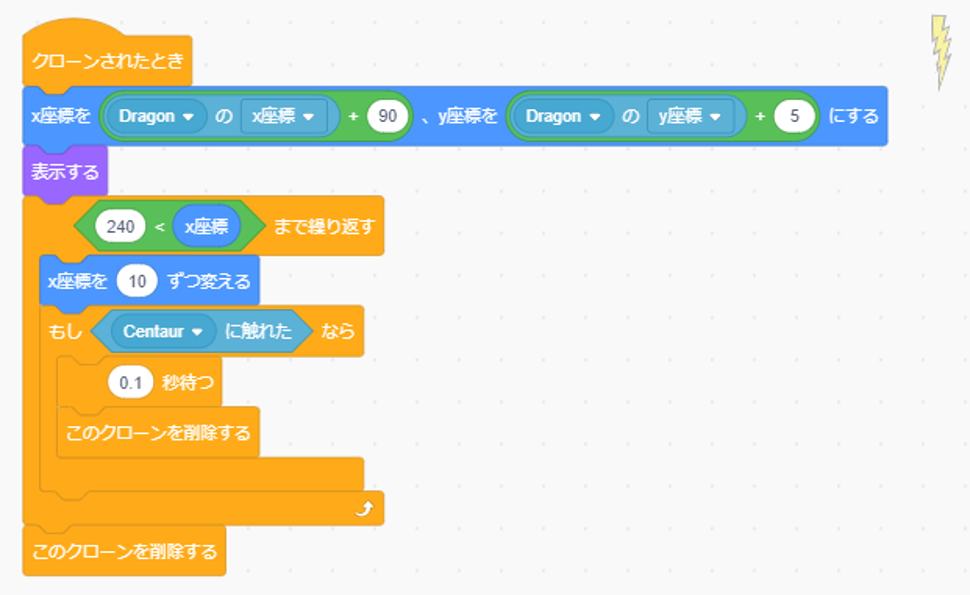 クローンされたとき
x座標を Dragon の x座標 + 90 、y座標を Dragon の y座標 + 5 にする
表示する
240 < x座標 まで繰り返す
x座標を 10 ずつ変える
もし Centaur に触れた なら
0.1 秒待つ
このクローンを削除する
このクローンを削除する